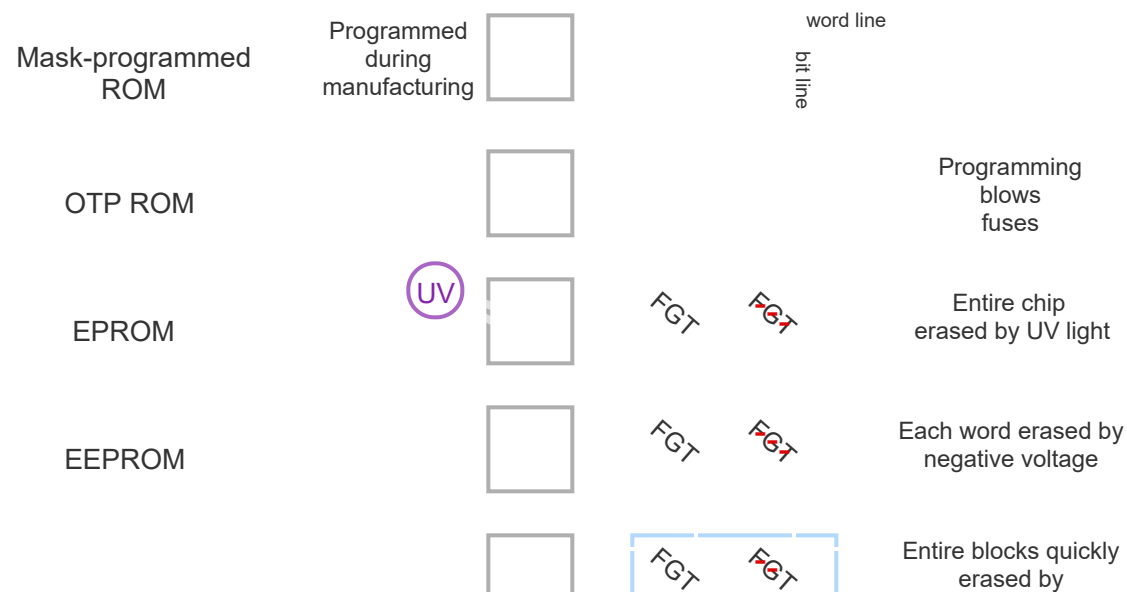 Mask-programmed
ROM
Programmed
during
manufacturing
word line
bit line
OTP ROM
Programming
blows
fuses
EPROM
UV
FGT
FGT
Entire chip
erased by UV light
EEPROM
FGT
FGT
Each word erased by
negative voltage
FGT
FGT
Entire blocks quickly
erased by